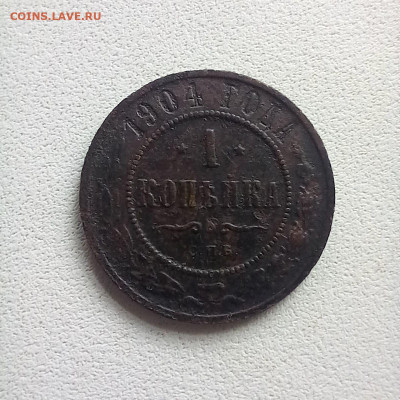 COINS.LAVE.RU
1904 ГОДА
1
КОПѢЙКА
С.П.Б.